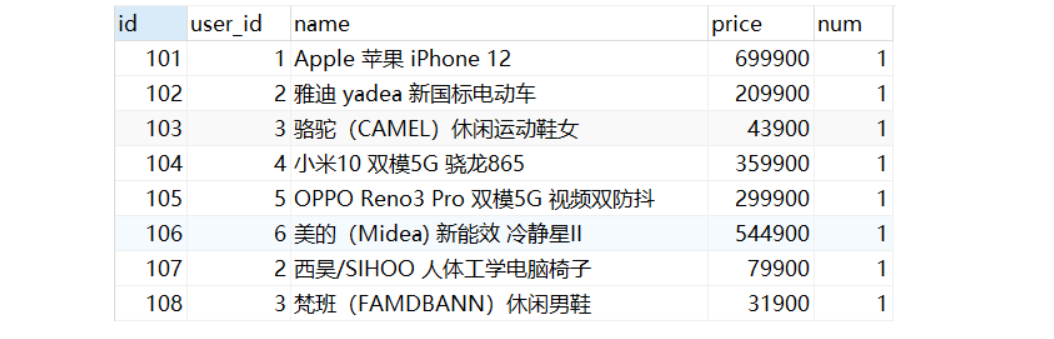 id user_id name price num
101 1 Apple 苹果 iPhone 12 699900 1
102 2 雅迪 yadea 新国标电动车 209900 1
103 3 骆驼（CAMEL）休闲运动鞋女 43900 1
104 4 小米10 双模5G 骁龙865 359900 1
105 5 OPPO Reno3 Pro 双模5G 视频双防抖 299900 1
106 6 美的（Midea) 新能效 冷静星II 544900 1
107 2 西昊/SIHOO 人体工学电脑椅子 79900 1
108 3 梵班（FAMDBANN）休闲男鞋 31900 1